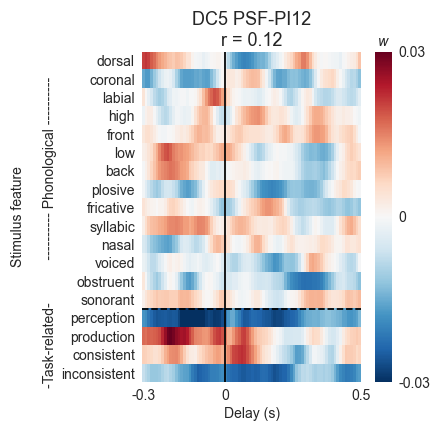 DC5 PSF-PI12
r = 0.12
w
dorsal
coronal
labial
high
front
low
back
plosive
fricative
syllabic
nasal
voiced
obstruent
sonorant
perception
production
consistent
inconsistent
Stimulus feature
-Task-related- ---------- Phonological ----------
-0.3 0 0.5
Delay (s)
0.03
0
-0.03